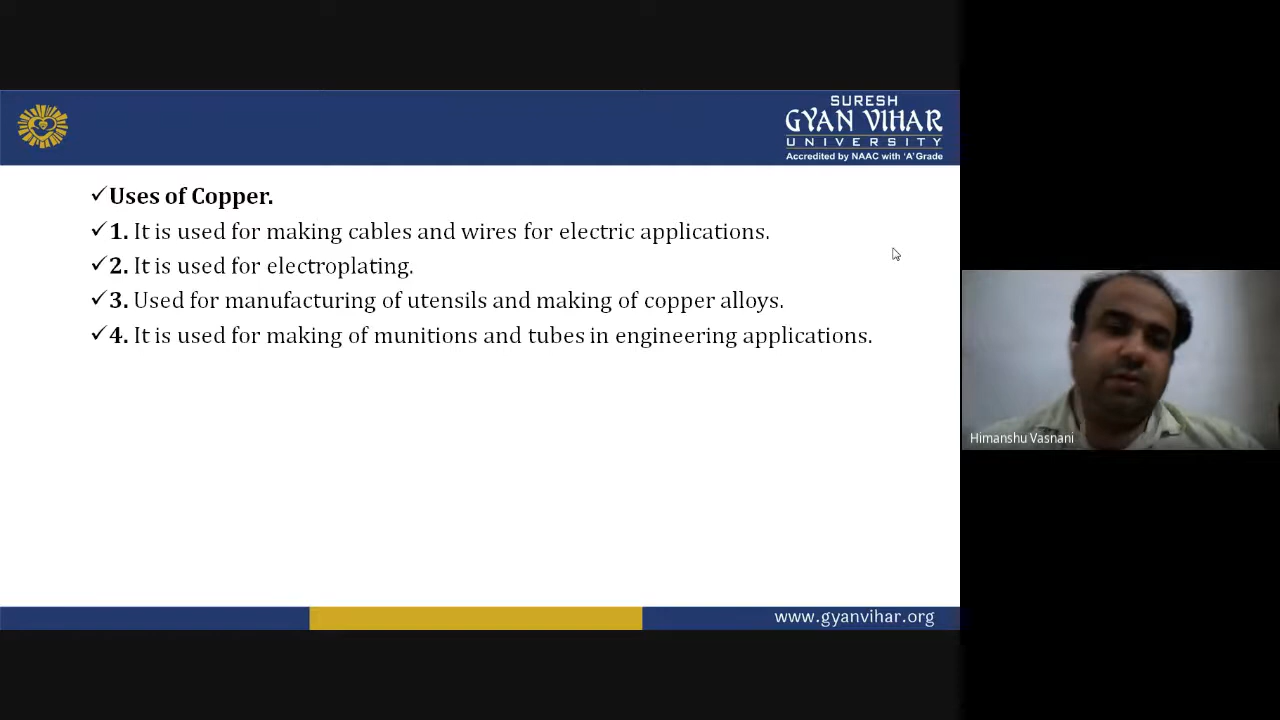 SURESH
GYAN VIHAR
UNIVERSITY
Accredited by NAAC with 'A' Grade
✓Uses of Copper.
✓1. It is used for making cables and wires for electric applications.
✓2. It is used for electroplating.
✓3. Used for manufacturing of utensils and making of copper alloys.
✓4. It is used for making of munitions and tubes in engineering applications.
Himanshu Vasnani
www.gyanvihar.org